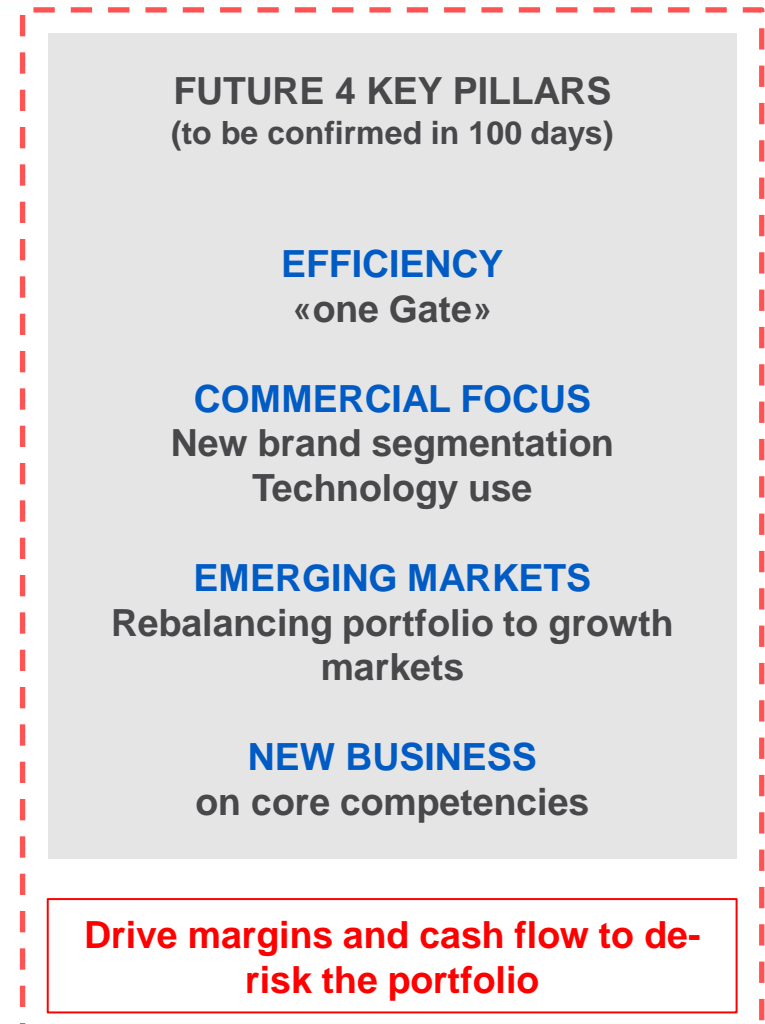 FUTURE 4 KEY PILLARS
(to be confirmed in 100 days)
EFFICIENCY
«one Gate»
COMMERCIAL FOCUS
New brand segmentation
Technology use
EMERGING MARKETS
Rebalancing portfolio to growth
markets
NEW BUSINESS
on core competencies
Drive margins and cash flow to de-
risk the portfolio